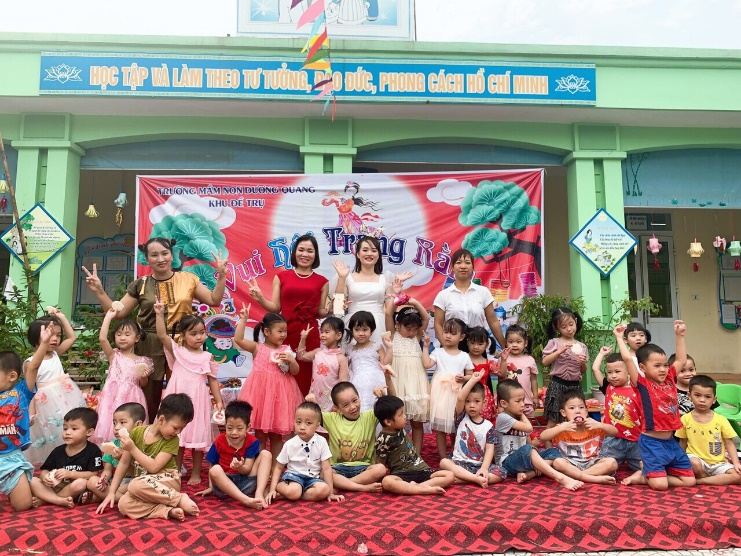 HỌC TẬP VÀ LÀM THEO TƯ TƯỞNG, ĐẠO ĐỨC, PHONG CÁCH HỒ CHÍ MINH
TRƯỜNG MẦM NON DƯƠNG QUANG
KHU ĐỀ TRỤ
Vui Hội Trăng Rằ